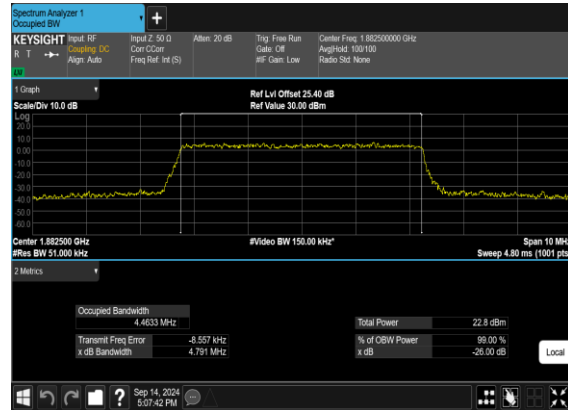 Spectrum Analyzer 1
Occupied BW
KEYSIGHT Input: RF Input Z: 50 Ω Atten: 20 dB Trig: Free Run Center Freq: 1.882500000 GHz
R T Coupling: DC Corr CCorr Gate: Off Avg|Hold: 100/100
Align: Auto Freq Ref: Int (S) #IF Gain: Low Radio Std: None
1 Graph
Ref Lvl Offset 25.40 dB
Scale/Div 10.0 dB Ref Value 30.00 dBm
Log
20.0
10.0
0.00
-10.0
-20.0
-30.0
-40.0
-50.0
-60.0
Center 1.882500 GHz #Video BW 150.00 kHz* Span 10 MHz
#Res BW 51.000 kHz Sweep 4.80 ms (1001 pts)
2 Metrics
Occupied Bandwidth
4.4633 MHz Total Power 22.8 dBm
Transmit Freq Error -8.557 kHz % of OBW Power 99.00 %
x dB Bandwidth 4.791 MHz x dB -26.00 dB
Local
Sep 14, 2024
5:07:42 PM